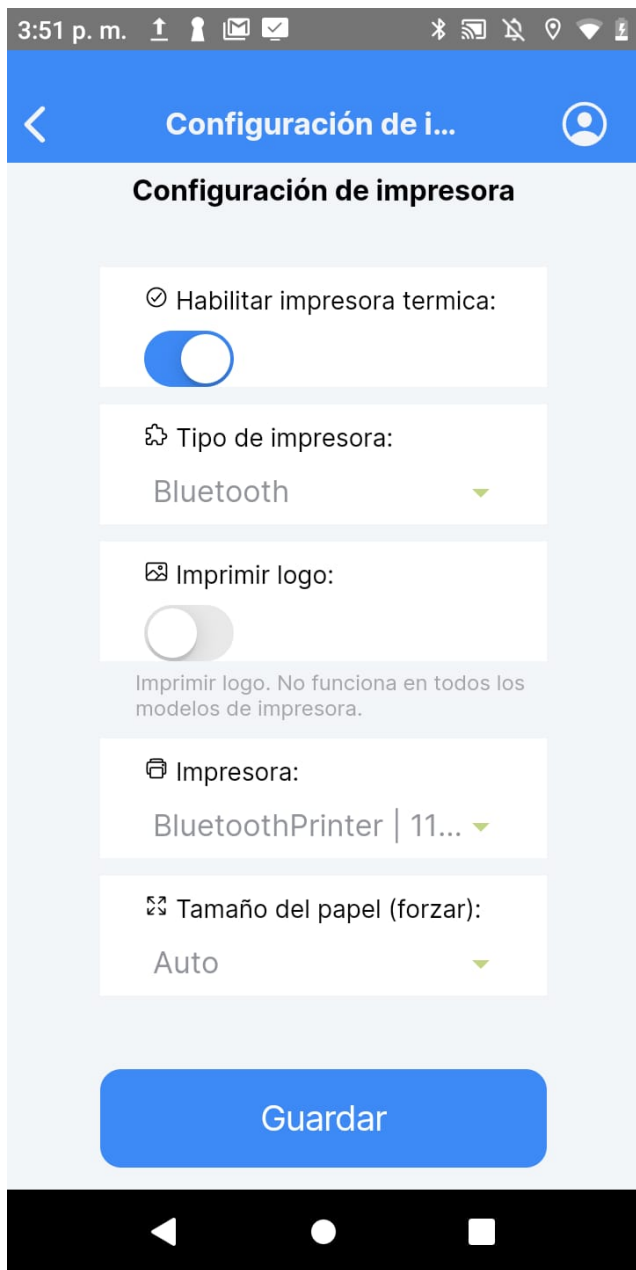 3:51 p. m.
Configuración de i...
Configuración de impresora
Habilitar impresora termica:
Tipo de impresora:
Bluetooth
Imprimir logo:
Imprimir logo. No funciona en todos los
modelos de impresora.
Impresora:
BluetoothPrinter | 11...
Tamaño del papel (forzar):
Auto
Guardar